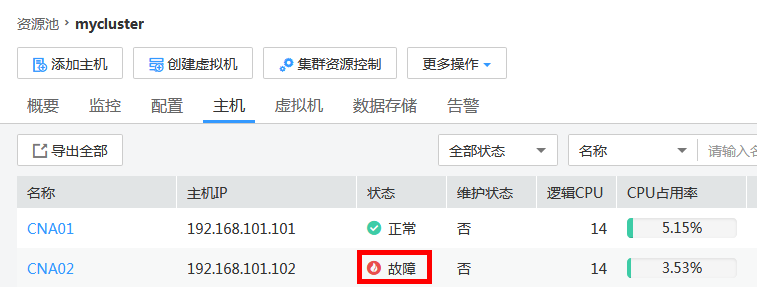 资源池 › mycluster
添加主机 创建虚拟机 集群资源控制 更多操作
概要 监控 配置 主机 虚拟机 数据存储 告警
导出全部 全部状态 名称 请输入名
名称 主机IP 状态 维护状态 逻辑CPU CPU占用率
CNA01 192.168.101.101 正常 否 14 5.15%
CNA02 192.168.101.102 故障 否 14 3.53%